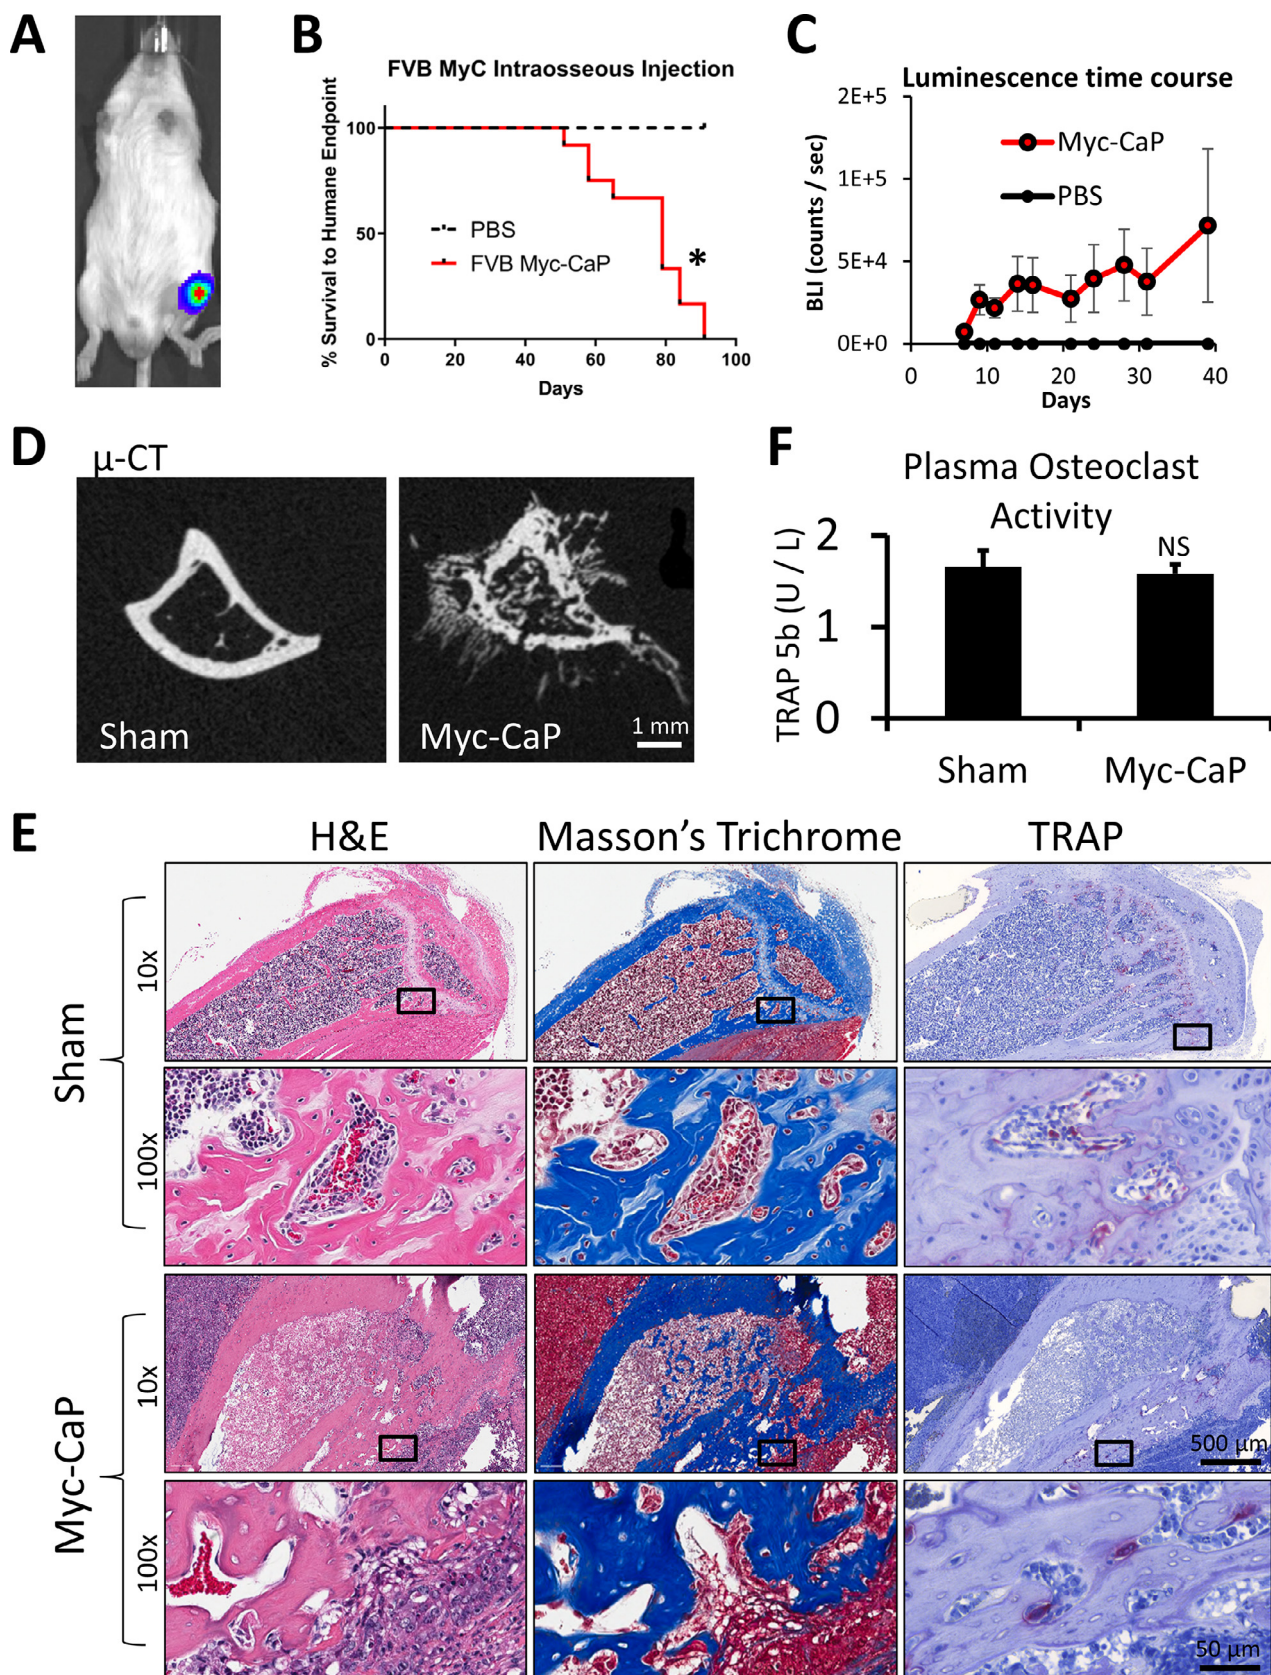 A
B
FVB MyC Intraosseous Injection
% Survival to Humane Endpoint
100
50
0
PBS
FVB Myc-CaP
*
0 20 40 60 80 100
Days
C
Luminescence time course
BLI (counts / sec)
2E+5
1E+5
5E+4
0E+0
Myc-CaP
PBS
0 10 20 30 40
Days
D
µ-CT
Sham
Myc-CaP
1 mm
F
Plasma Osteoclast
Activity
TRAP 5b (U / L)
2
1
0
NS
Sham Myc-CaP
E
H&E Masson's Trichrome TRAP
Sham
10x
100x
Myc-CaP
10x
500 µm
100x
50 µm